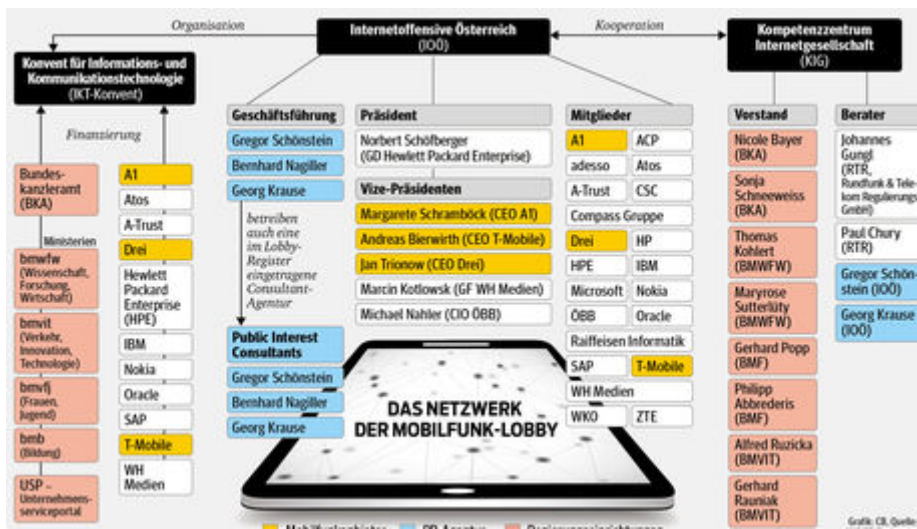 Organisation
Internetoffensive Österreich
(IOÖ)
Kooperation
Kompetenzzentrum
Internetgesellschaft
(KIG)
Konvent für Informations- und
Kommunikationstechnologie
(IKT-Konvent)
Finanzierung
Bundes-
kanzleramt
(BKA)
Ministerien
bmwfw
(Wissenschaft,
Forschung,
Wirtschaft)
bmvit
(Verkehr,
Innovation,
Technologie)
bmvfj
(Frauen,
Jugend)
bmb
(Bildung)
USP –
Unternehmens-
serviceportal
A1
Atos
A-Trust
Drei
Hewlett
Packard
Enterprise
(HPE)
IBM
Nokia
Oracle
SAP
T-Mobile
WH
Medien
Geschäftsführung
Gregor Schönstein
Bernhard Nagiller
Georg Krause
betreiben
auch eine
im Lobby-
Register
eingetragene
Consultant-
Agentur
Public Interest
Consultants
Gregor Schönstein
Bernhard Nagiller
Georg Krause
Präsident
Norbert Schöfberger
(GD Hewlett Packard Enterprise)
Vize-Präsidenten
Margarete Schramböck (CEO A1)
Andreas Bierwirth (CEO T-Mobile)
Jan Trionow (CEO Drei)
Marcin Kotlowsk (GF WH Medien)
Michael Nahler (CIO ÖBB)
DAS NETZWERK
DER MOBILFUNK-LOBBY
Mitglieder
A1 ACP
adesso Atos
A-Trust CSC
Compass Gruppe
Drei HP
HPE IBM
Microsoft Nokia
ÖBB Oracle
Raiffeisen Informatik
SAP T-Mobile
WH Medien
WKO ZTE
Vorstand
Nicole Bayer
(BKA)
Sonja
Schneeweiss
(BKA)
Thomas
Kohlert
(BMWFW)
Maryrose
Sutterlüty
(BMWFW)
Gerhard Popp
(BMF)
Philipp
Abbrederis
(BMF)
Alfred Ruzicka
(BMVIT)
Gerhard
Rauniak
(BMVIT)
Berater
Johannes
Gungl
(RTR,
Rundfunk & Tele-
kom Regulierungs
GmbH)
Paul Chury
(RTR)
Gregor Schön-
stein (IOÖ)
Georg Krause
(IOÖ)
Mobilfunkanbieter PR-Agentur Regierungseinrichtungen
Grafik: CB, Quelle